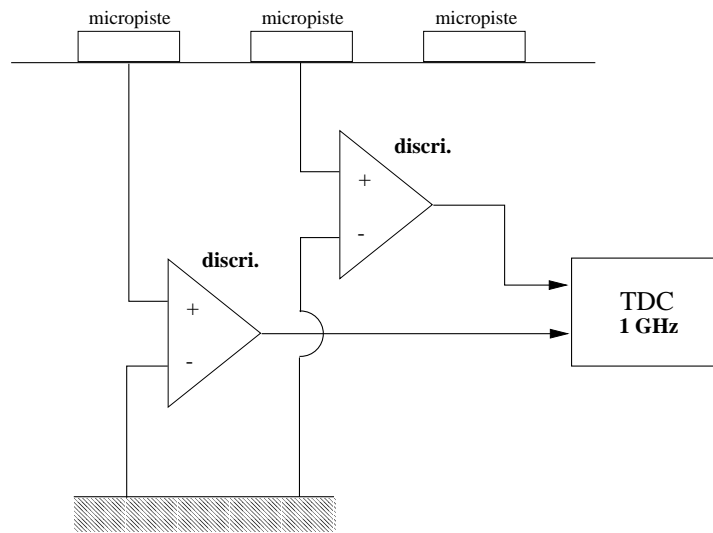 micropiste
micropiste
micropiste
discri.
+
-
discri.
+
-
TDC
1 GHz